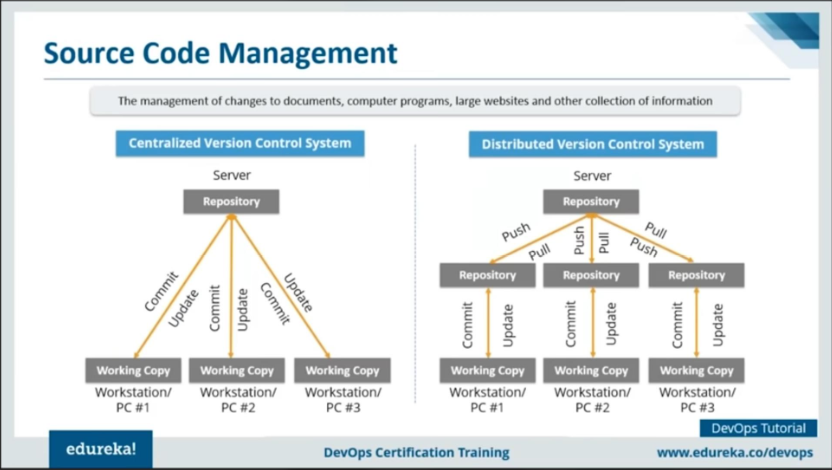 Source Code Management
The management of changes to documents, computer programs, large websites and other collection of information
Centralized Version Control System
Server
Repository
Commit
Update
Commit
Update
Update
Commit
Working Copy
Working Copy
Working Copy
Workstation/
PC #1
Workstation/
PC #2
Workstation/
PC #3
Distributed Version Control System
Server
Repository
Push
Pull
Push
Pull
Pull
Push
Repository
Repository
Repository
Commit
Update
Commit
Update
Commit
Update
Working Copy
Working Copy
Working Copy
Workstation/
PC #1
Workstation/
PC #2
Workstation/
PC #3
DevOps Tutorial
edureka!
DevOps Certification Training
www.edureka.co/devops